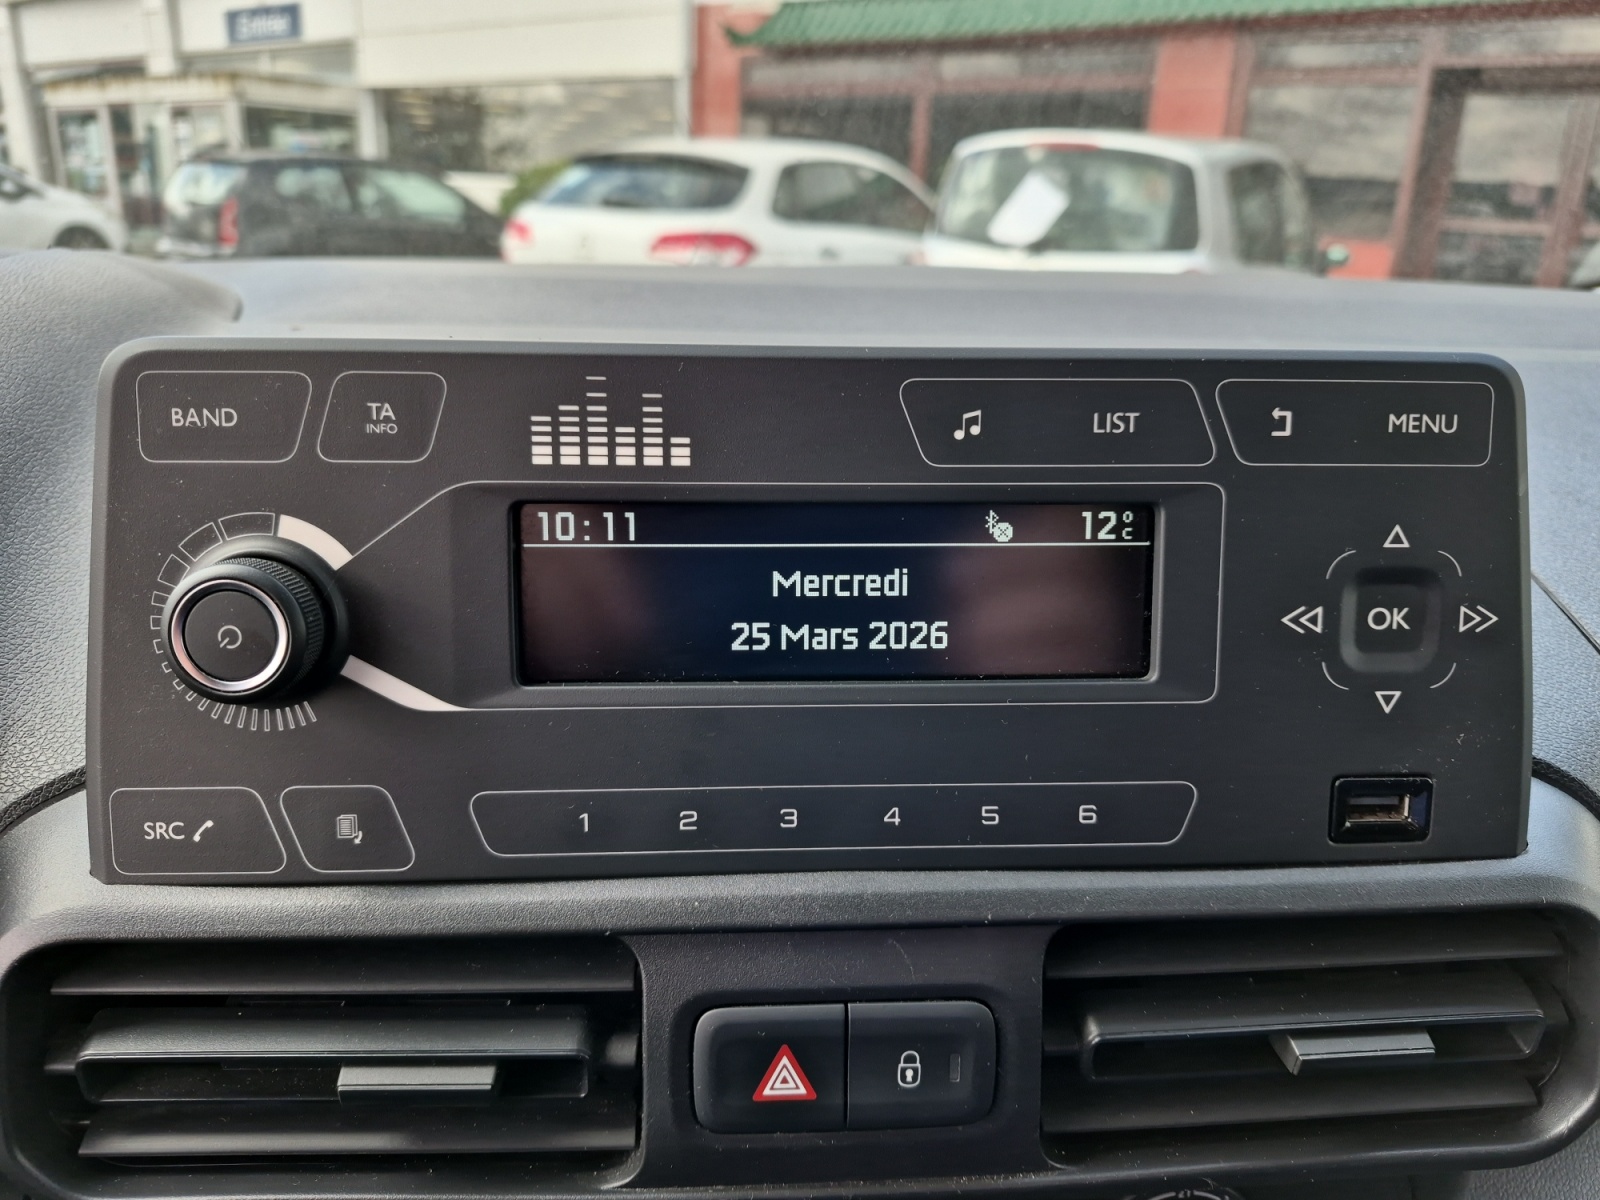 BAND
TA
INFO
LIST
MENU
10:11
12°C
Mercredi
25 Mars 2026
OK
SRC
1 2 3 4 5 6